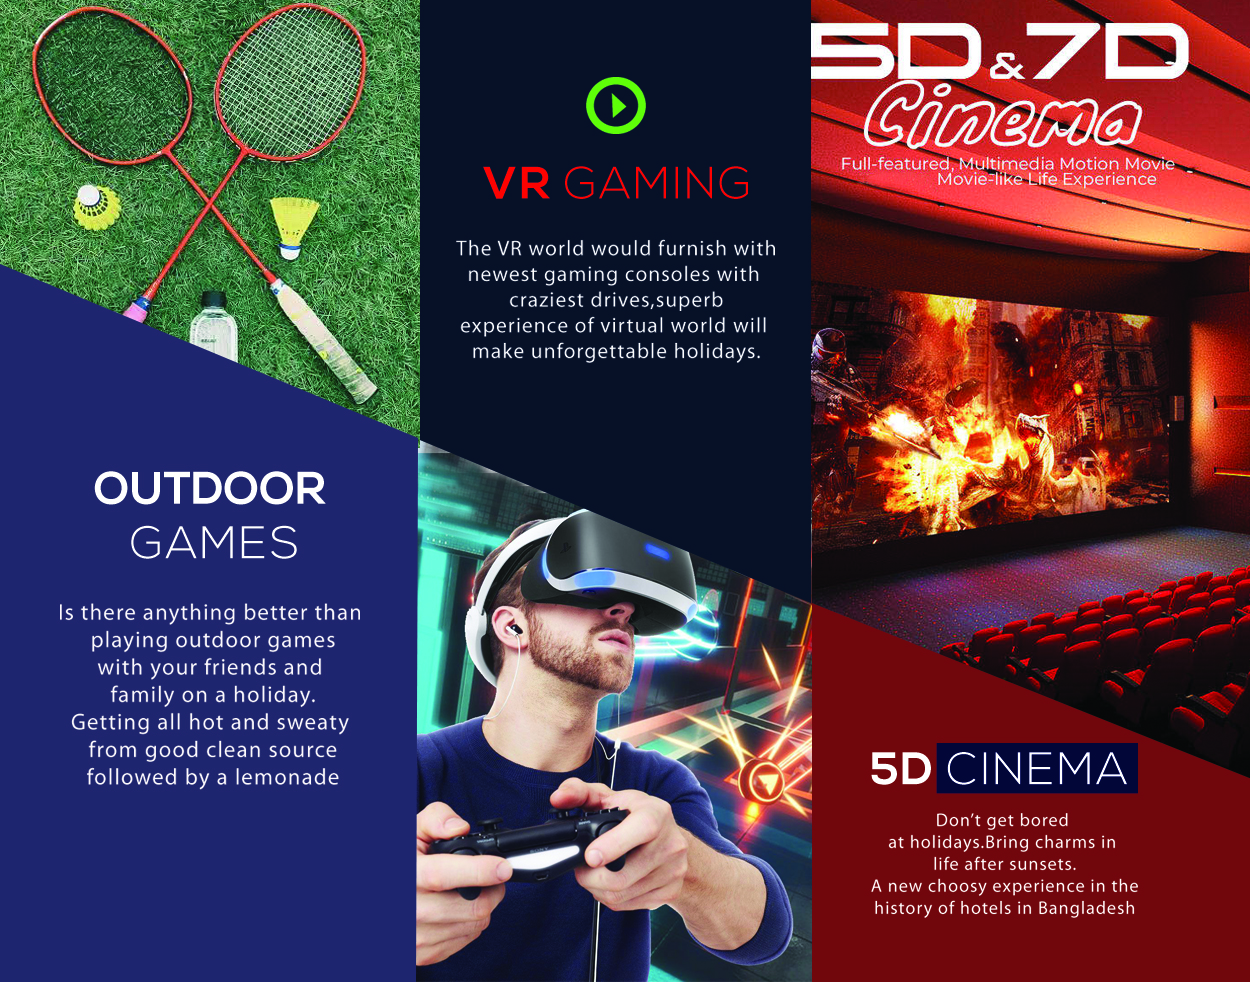 OUTDOOR
GAMES
Is there anything better than
playing outdoor games
with your friends and
family on a holiday.
Getting all hot and sweaty
from good clean source
followed by a lemonade
VR GAMING
The VR world would furnish with
newest gaming consoles with
craziest drives,superb
experience of virtual world will
make unforgettable holidays.
5D & 7D
Cinema
Full-featured, Multimedia Motion Movie
Movie-like Life Experience
5D CINEMA
Don’t get bored
at holidays.Bring charms in
life after sunsets.
A new choosy experience in the
history of hotels in Bangladesh